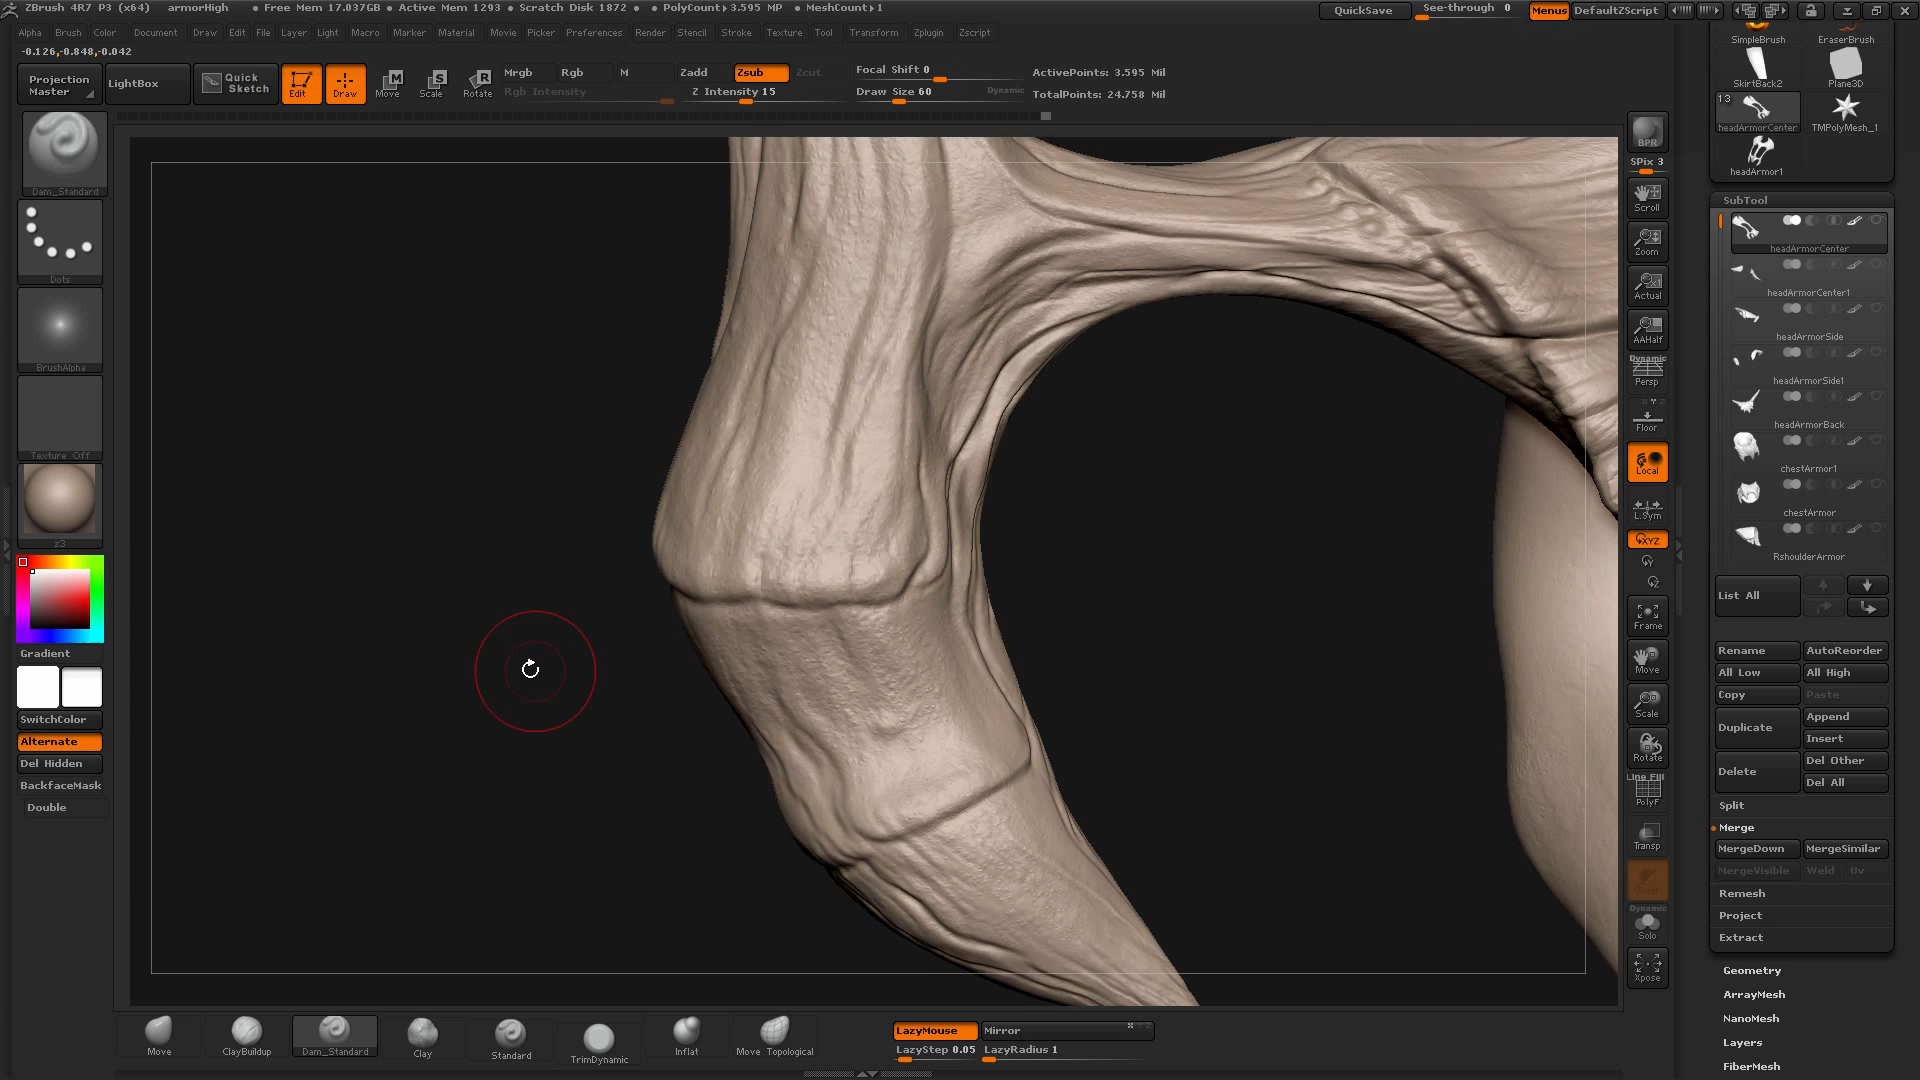 ZBrush 4R7 P3 (x64) armorHigh • Free Mem 17.037GB • Active Mem 1293 • Scratch Disk 1872 • • PolyCount▸3.595 MP • MeshCount▸1
QuickSave See-through 0 Menus DefaultZScript
Alpha Brush Color Document Draw Edit File Layer Light Macro Marker Material Movie Picker Preferences Render Stencil Stroke Texture Tool Transform Zplugin Zscript
-0.126,-0.848,-0.042
Projection Master
LightBox
Quick Sketch
Edit
Draw
M Move
S Scale
R Rotate
Mrgb Rgb M
Rgb Intensity
Zadd Zsub Zcut
Z Intensity 15
Focal Shift 0
Draw Size 60 Dynamic
ActivePoints: 3.595 Mil
TotalPoints: 24.758 Mil
Dam_Standard
Dots
BrushAlpha
Texture Off
z3
Gradient
SwitchColor
Alternate
Del Hidden
BackfaceMask
Double
BPR
SPix 3
Scroll
Zoom
Actual
AAHalf
Dynamic
Persp
Floor
Local
L.Sym
XYZ
Y
Z
Frame
Move
Scale
Rotate
Line Fill
PolyF
Transp
Dynamic
Solo
Xpose
SimpleBrush EraserBrush
SkirtBack2 Plane3D
13
headArmorCenter TMPolyMesh_1
headArmor1
SubTool
headArmorCenter
headArmorCenter1
headArmorSide
headArmorSide1
headArmorBack
chestArmor1
chestArmor
RshoulderArmor
List All
Rename AutoReorder
All Low All High
Copy Paste
Duplicate Append
Insert
Delete Del Other
Del All
Split
Merge
MergeDown MergeSimilar
MergeVisible Weld Uv
Remesh
Project
Extract
Geometry
ArrayMesh
NanoMesh
Layers
FiberMesh
Move ClayBuildup Dam_Standard Clay Standard TrimDynamic Inflat Move Topological
LazyMouse Mirror
LazyStep 0.05 LazyRadius 1